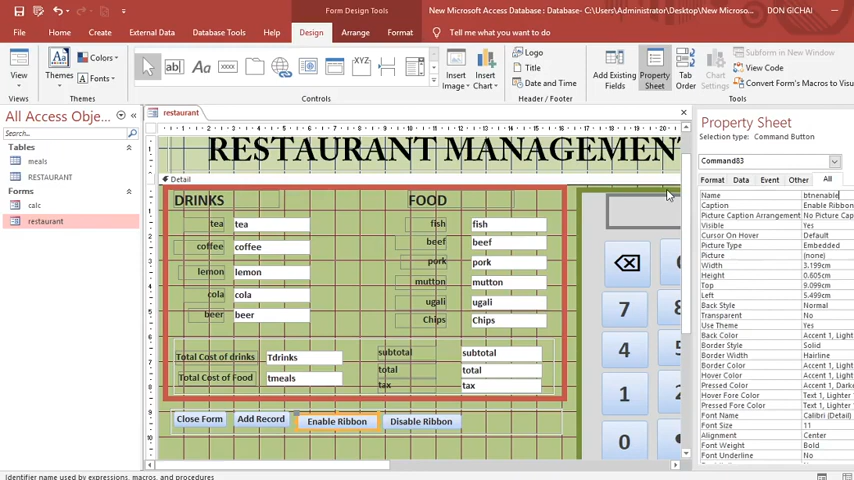 Form Design Tools
New Microsoft Access Database : Database- C:\Users\Administrator\Desktop\New Microso...
DON GICHAI
File Home Create External Data Database Tools Help Design Arrange Format Tell me what you want to do
View
Views
Themes
Colors
Fonts
Themes
ab|
Aa
xxxx
XYZ
Controls
Insert Image
Insert Chart
Logo
Title
Date and Time
Header / Footer
Add Existing Fields
Property Sheet
Tab Order
Chart Settings
Subform in New Window
View Code
Convert Form's Macros to Visual
Tools
All Access Obje...
Search...
Tables
meals
RESTAURANT
Forms
calc
restaurant
restaurant
RESTAURANT MANAGEMENT
Detail
DRINKS FOOD
tea tea fish fish
coffee coffee beef beef
lemon lemon pork pork
cola cola mutton mutton
beer beer ugali ugali
Chips Chips
Total Cost of drinks Tdrinks subtotal subtotal
Total Cost of Food tmeals total total
tax tax
Close Form Add Record Enable Ribbon Disable Ribbon
7 8
4 5
1 2
0
Property Sheet
Selection type: Command Button
Command83
Format Data Event Other All
Name btnenable
Caption Enable Ribbon
Picture Caption Arrangement No Picture Ca
Visible Yes
Cursor On Hover Default
Picture Type Embedded
Picture (none)
Width 3.199cm
Height 0.605cm
Top 9.099cm
Left 5.499cm
Back Style Normal
Transparent No
Use Theme Yes
Back Color Accent 1, Light
Border Style Solid
Border Width Hairline
Border Color Accent 1, Light
Hover Color Accent 1, Light
Pressed Color Accent 1, Darke
Hover Fore Color Text 1, Lighter
Pressed Fore Color Text 1, Lighter
Font Name Calibri (Detail)
Font Size 11
Alignment Center
Font Weight Bold
Identifier name used by expressions, macros, and procedures